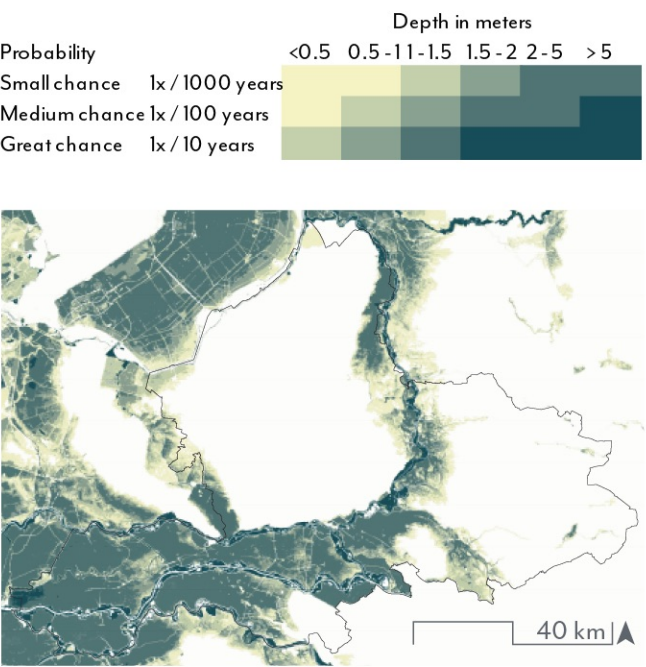 Depth in meters
Probability <0.5 0.5 -1 1-1.5 1.5 -2 2-5 >5
Small chance 1x / 1000 years
Medium chance 1x / 100 years
Great chance 1x / 10 years
40 km